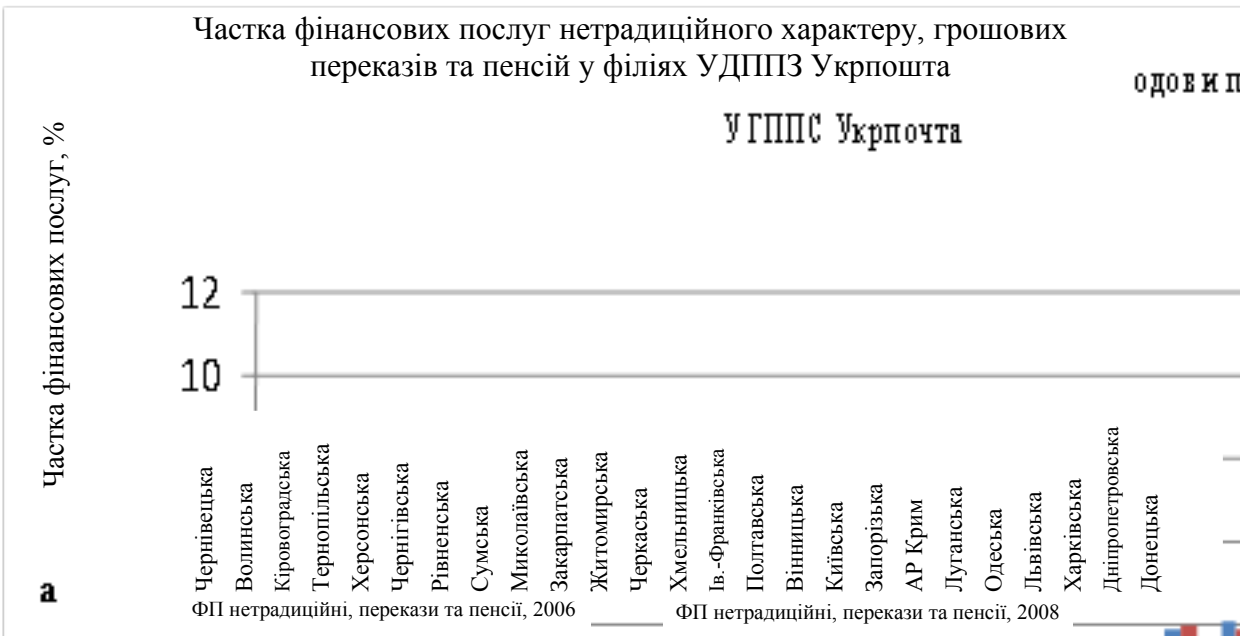 Частка фінансових послуг нетрадиційного характеру, грошових
переказів та пенсій у філіях УДППЗ Укрпошта
УГППС Укрпочта
Частка фінансових послуг, %
12
10
Чернівецька
Волинська
Кіровоградська
Тернопільська
Херсонська
Чернігівська
Рівненська
Сумська
Миколаївська
Закарпатська
Житомирська
Черкаська
Хмельницька
Ів.-Франківська
Полтавська
Вінницька
Київська
Запорізька
АР Крим
Луганська
Одеська
Львівська
Харківська
Дніпропетровська
Донецька
а
ФП нетрадиційні, перекази та пенсії, 2006
ФП нетрадиційні, перекази та пенсії, 2008